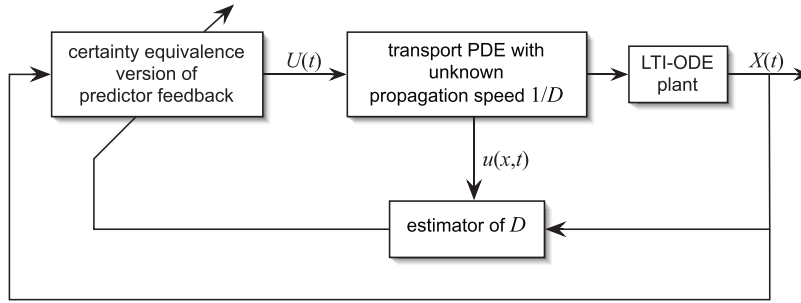 certainty equivalence
version of
predictor feedback
U(t)
transport PDE with
unknown
propagation speed 1/D
LTI-ODE
plant
X(t)
u(x,t)
estimator of D